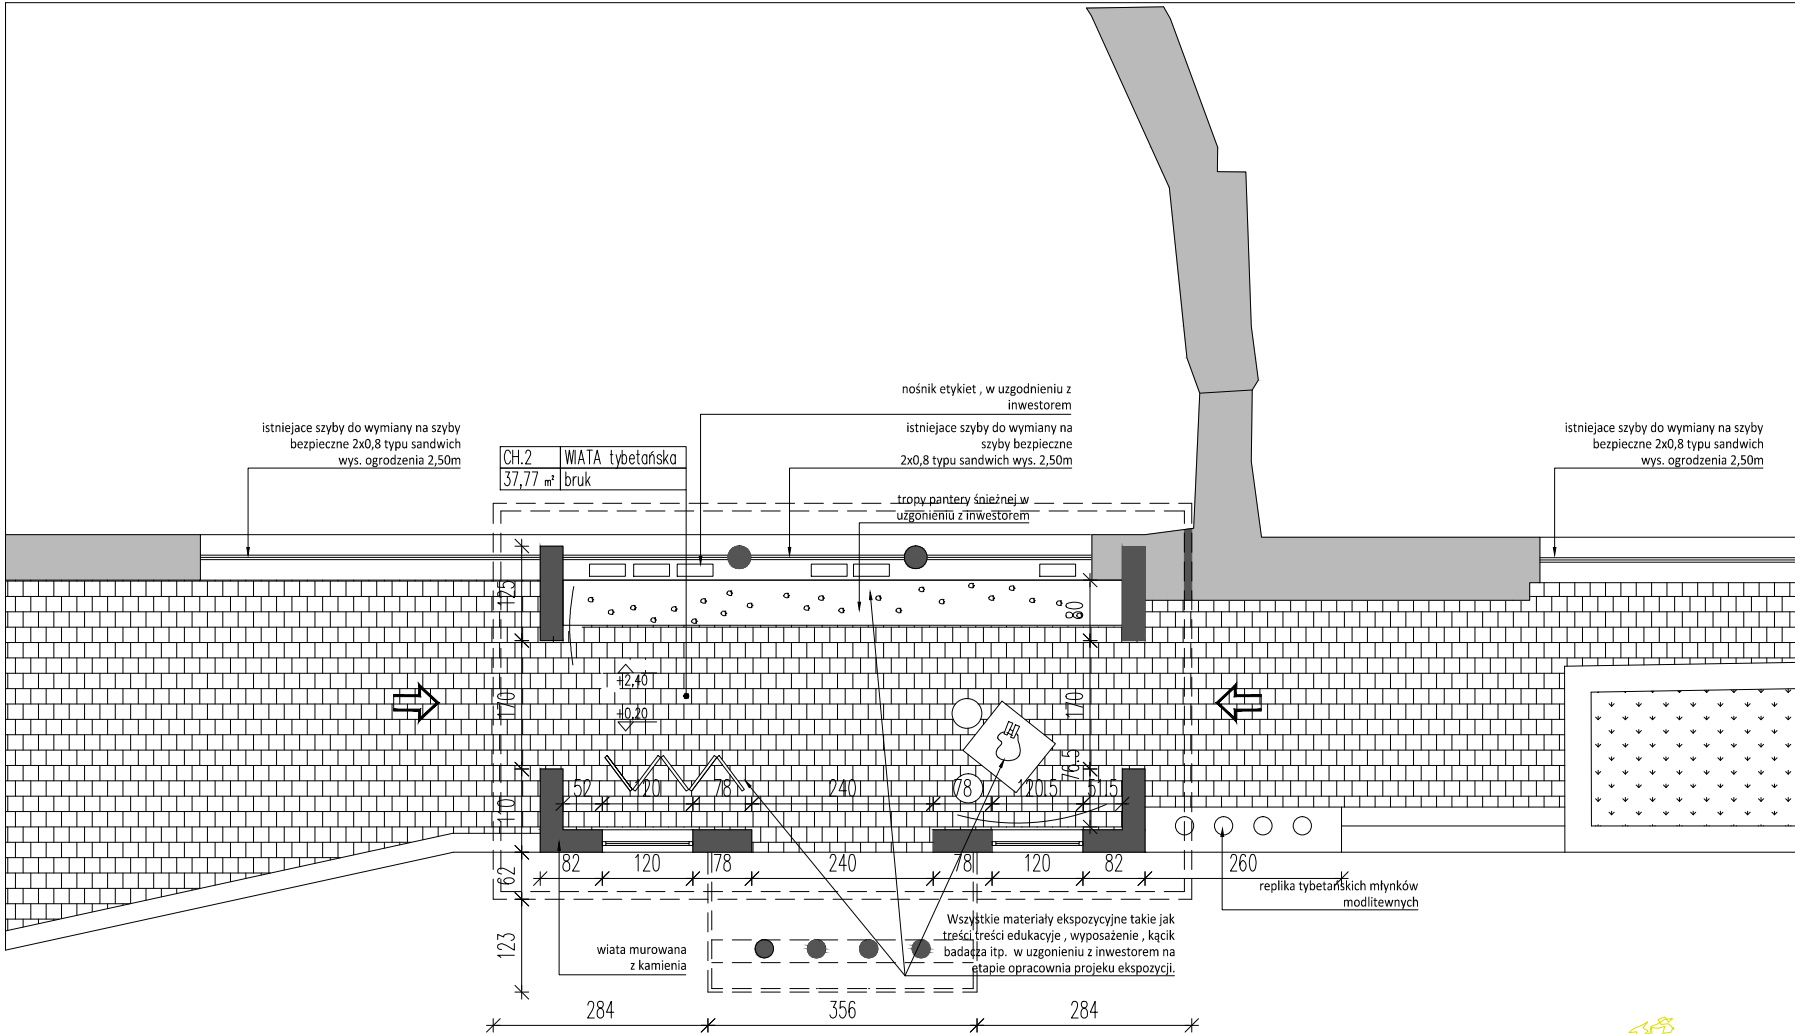 nośnik etykiet , w uzgodnieniu z
inwestorem
istniejace szyby do wymiany na szyby
bezpieczne 2x0,8 typu sandwich
wys. ogrodzenia 2,50m
istniejace szyby do wymiany na
szyby bezpieczne
2x0,8 typu sandwich wys. 2,50m
istniejace szyby do wymiany na szyby
bezpieczne 2x0,8 typu sandwich
wys. ogrodzenia 2,50m
CH.2 WIATA tybetańska
37,77 m² bruk
tropy pantery śnieżnej w
uzgonieniu z inwestorem
125
80
+2,40
+0,20
170
170
76.5
52 120 78 240 78 120.5 51.5
110
82 120 78 240 78 120 82 260
62
replika tybetańskich młynków
modlitewnych
123
wiata murowana
z kamienia
Wszystkie materiały ekspozycyjne takie jak
treści treści edukacyje , wyposażenie , kącik
badacza itp. w uzgonieniu z inwestorem na
etapie opracownia projeku ekspozycji.
284 356 284